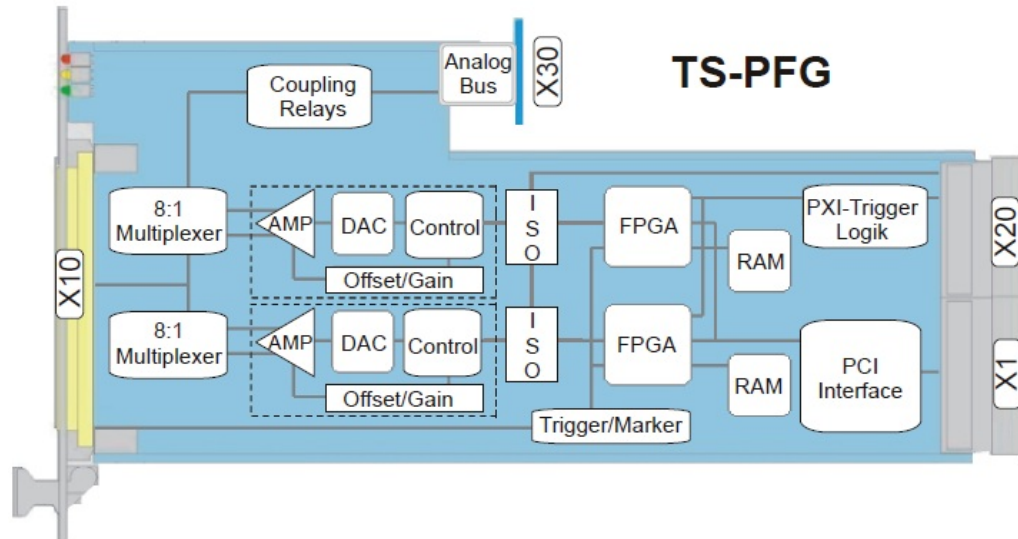 TS-PFG
Analog
Bus
X30
Coupling
Relays
8:1
Multiplexer
AMP
DAC
Control
Offset/Gain
I
S
O
FPGA
RAM
PXI-Trigger
Logik
X20
X10
8:1
Multiplexer
AMP
DAC
Control
Offset/Gain
I
S
O
FPGA
RAM
PCI
Interface
X1
Trigger/Marker